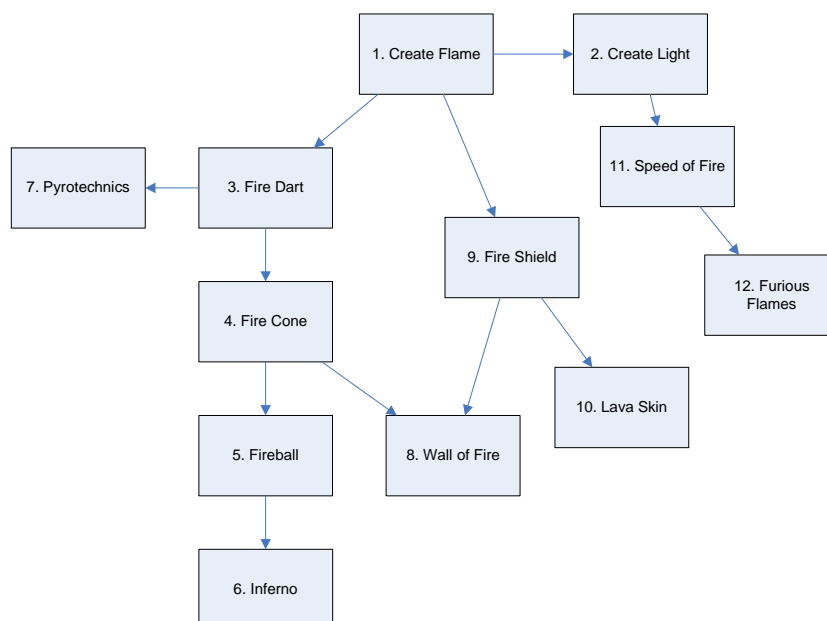 1. Create Flame
2. Create Light
11. Speed of Fire
7. Pyrotechnics
3. Fire Dart
9. Fire Shield
12. Furious
Flames
4. Fire Cone
10. Lava Skin
5. Fireball
8. Wall of Fire
6. Inferno